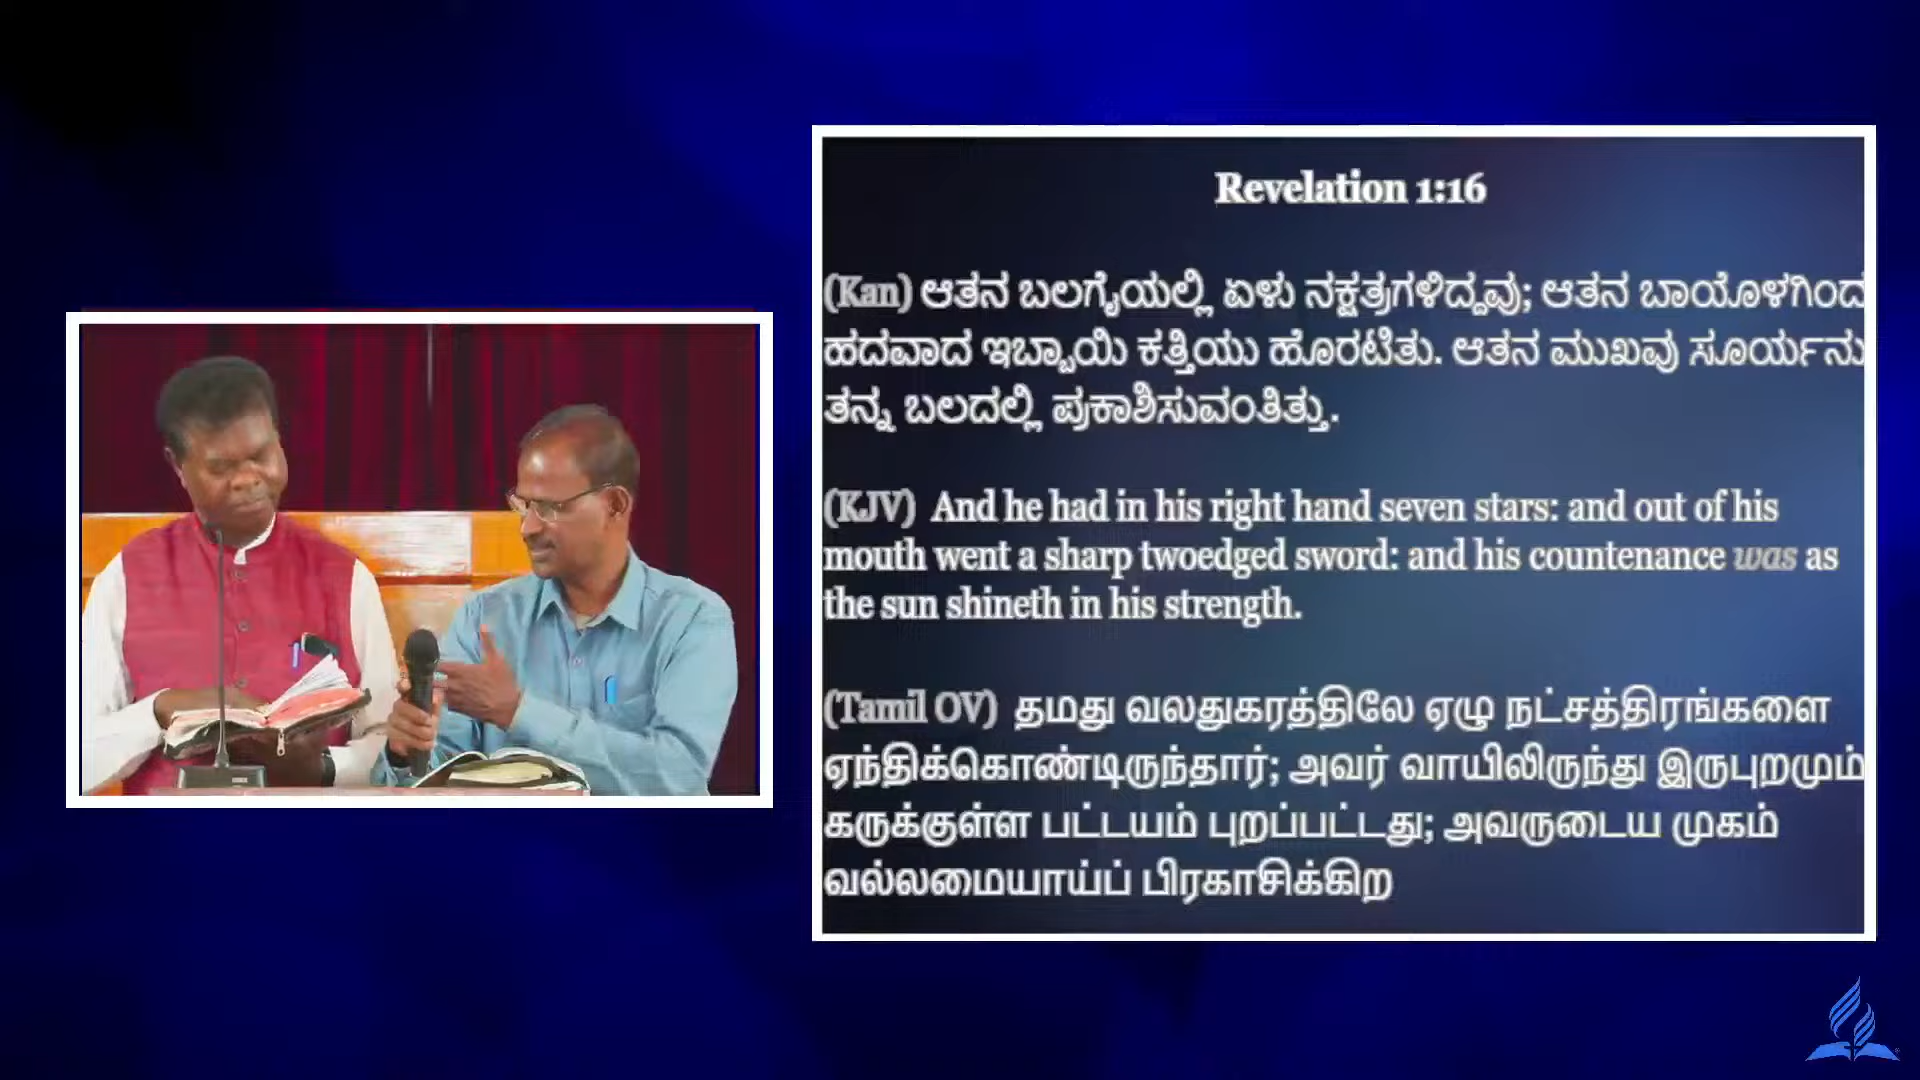 Revelation 1:16
(Kan) ಆತನ ಬಲಗೈಯಲ್ಲಿ ಏಳು ನಕ್ಷತ್ರಗಳಿದ್ದವು; ಆತನ ಬಾಯೊಳಗಿಂದ
ಹದವಾದ ಇಬ್ಬಾಯಿ ಕತ್ತಿಯು ಹೊರಟಿತು. ಆತನ ಮುಖವು ಸೂರ್ಯನು
ತನ್ನ ಬಲದಲ್ಲಿ ಪ್ರಕಾಶಿಸುವಂತಿತ್ತು.
(KJV) And he had in his right hand seven stars: and out of his
mouth went a sharp twoedged sword: and his countenance was as
the sun shineth in his strength.
(Tamil OV) தமது வலதுகரத்திலே ஏழு நட்சத்திரங்களை
ஏந்திக்கொண்டிருந்தார்; அவர் வாயிலிருந்து இருபுறமும்
கருக்குள்ள பட்டயம் புறப்பட்டது; அவருடைய முகம்
வல்லமையாய்ப் பிரகாசிக்கிற